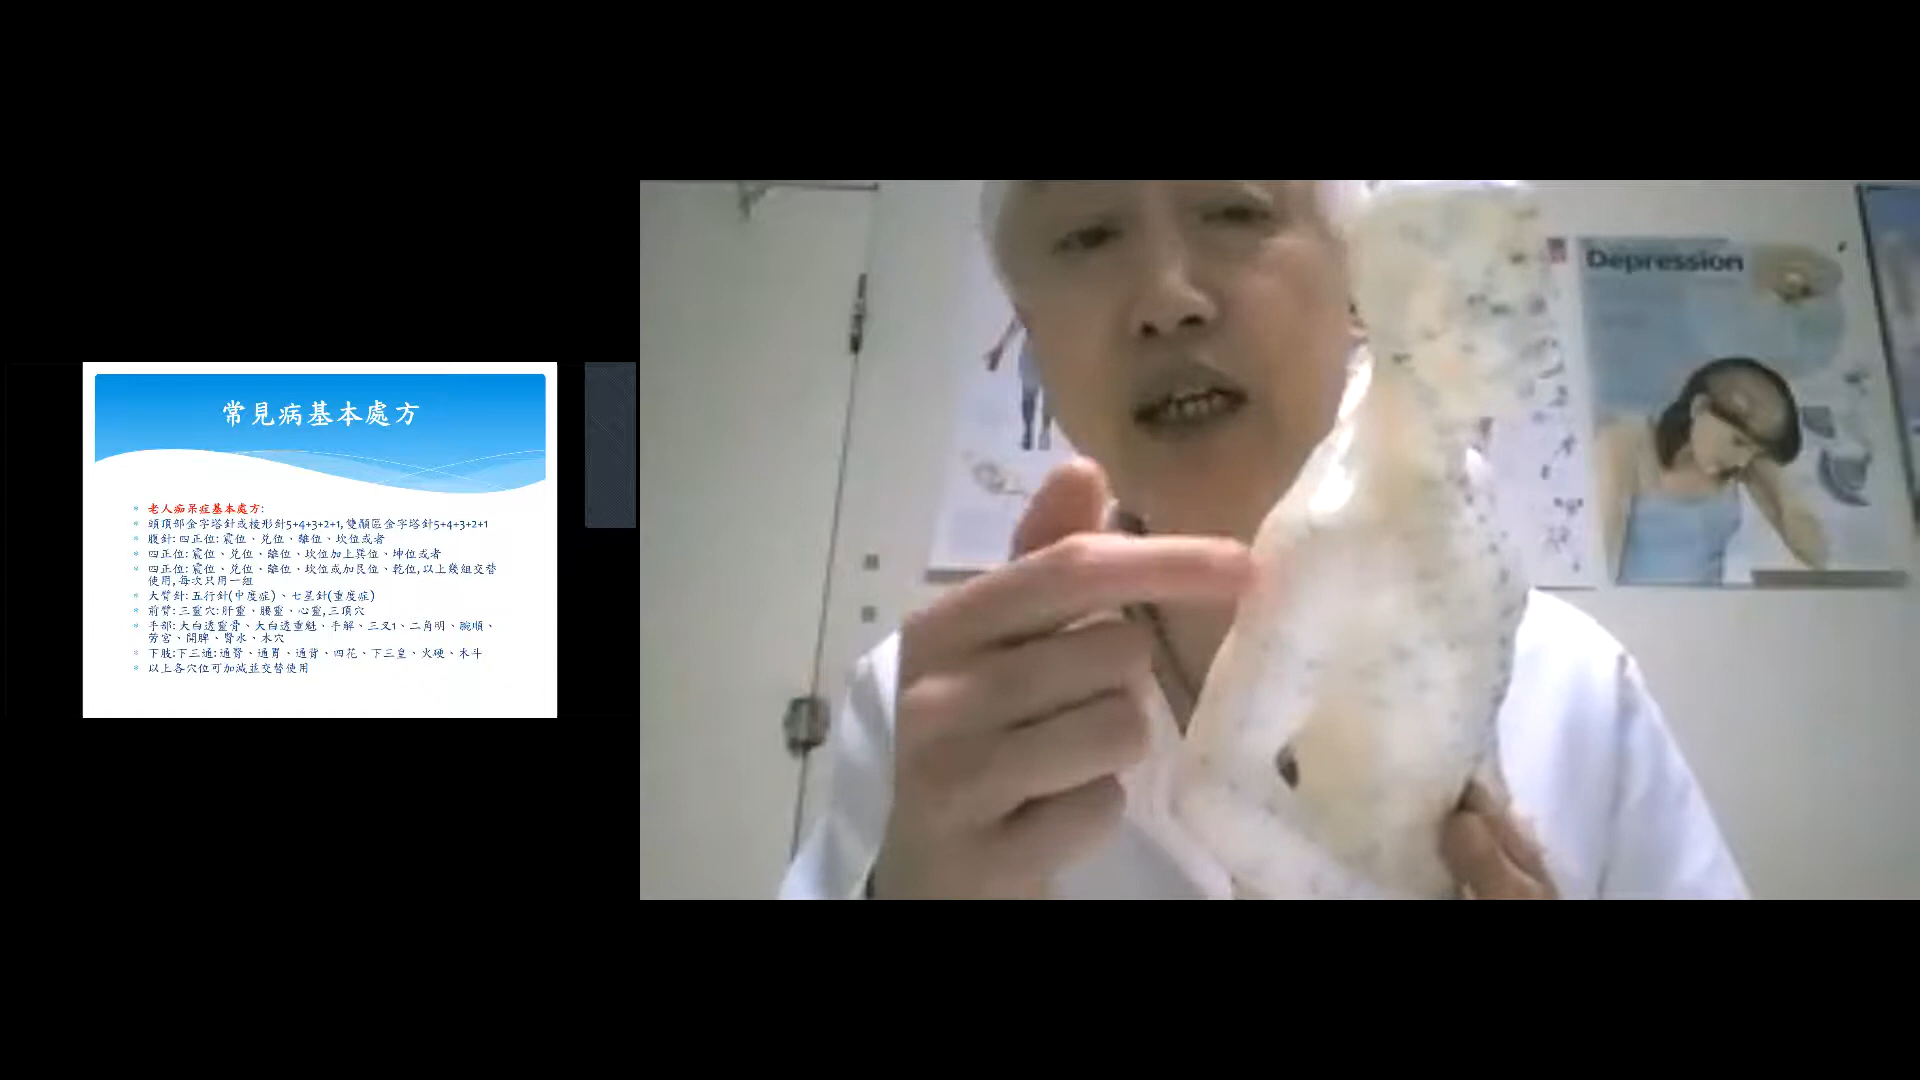 常見病基本處方
老人痴呆症基本處方:
頭頂部金字塔針或棱形針5+4+3+2+1,雙顳區金字塔針5+4+3+2+1
腹針:四正位:震位、兑位、離位、坎位或者
四正位:震位、兑位、離位、坎位加上巽位、坤位或者
四正位:震位、兑位、離位、坎位或加艮位、乾位,以上幾組交替
使用,每次只用一組
大臂針:五行針(中度症)、七星針(重度症)
前臂:三靈穴:肝靈、腰靈、心靈,三頂穴
手部:大白透靈骨、大白透重魁、手解、三叉1、二角明、腕順、
勞宮、開脾、腎水、木穴
下肢:下三通:通腎、通胃、通背、四花、下三皇、火硬、木斗
以上各穴位可加減並交替使用
Depression